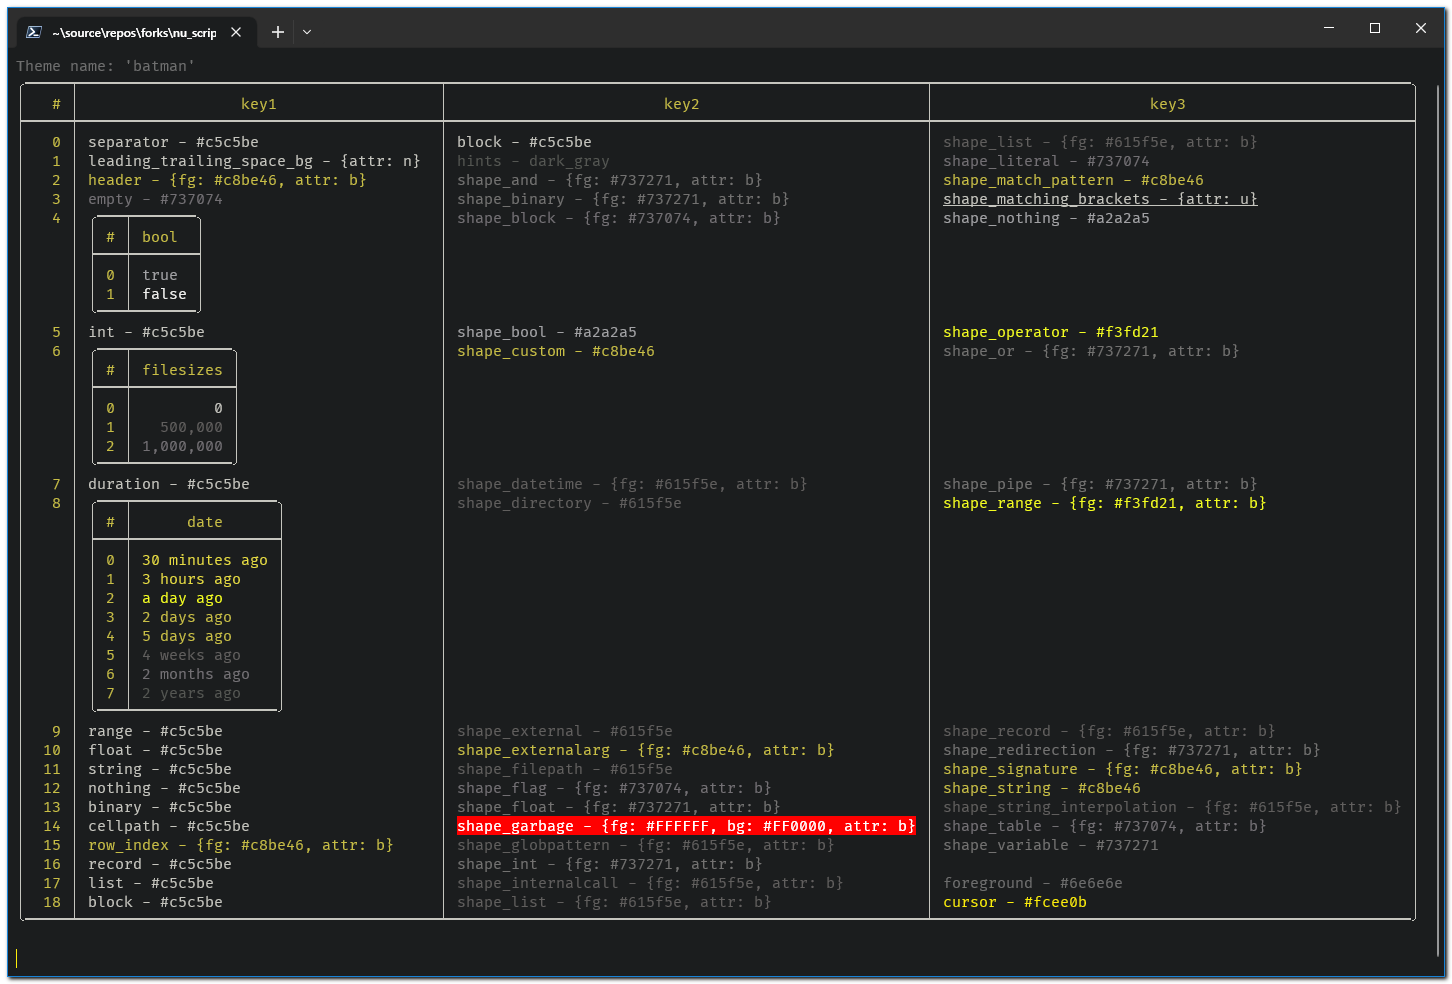 ~\source\repos\forks\nu_scrip
Theme name: 'batman'
# key1 key2 key3
0 separator - #c5c5be block - #c5c5be shape_list - {fg: #615f5e, attr: b}
1 leading_trailing_space_bg - {attr: n} hints - dark_gray shape_literal - #737074
2 header - {fg: #c8be46, attr: b} shape_and - {fg: #737271, attr: b} shape_match_pattern - #c8be46
3 empty - #737074 shape_binary - {fg: #737271, attr: b} shape_matching_brackets - {attr: u}
4 shape_block - {fg: #737074, attr: b} shape_nothing - #a2a2a5
# bool
0 true
1 false
5 int - #c5c5be shape_bool - #a2a2a5 shape_operator - #f3fd21
6 shape_custom - #c8be46 shape_or - {fg: #737271, attr: b}
# filesizes
0 0
1 500,000
2 1,000,000
7 duration - #c5c5be shape_datetime - {fg: #615f5e, attr: b} shape_pipe - {fg: #737271, attr: b}
8 shape_directory - #615f5e shape_range - {fg: #f3fd21, attr: b}
# date
0 30 minutes ago
1 3 hours ago
2 a day ago
3 2 days ago
4 5 days ago
5 4 weeks ago
6 2 months ago
7 2 years ago
9 range - #c5c5be shape_external - #615f5e shape_record - {fg: #615f5e, attr: b}
10 float - #c5c5be shape_externalarg - {fg: #c8be46, attr: b} shape_redirection - {fg: #737271, attr: b}
11 string - #c5c5be shape_filepath - #615f5e shape_signature - {fg: #c8be46, attr: b}
12 nothing - #c5c5be shape_flag - {fg: #737074, attr: b} shape_string - #c8be46
13 binary - #c5c5be shape_float - {fg: #737271, attr: b} shape_string_interpolation - {fg: #615f5e, attr: b}
14 cellpath - #c5c5be shape_garbage - {fg: #FFFFFF, bg: #FF0000, attr: b} shape_table - {fg: #737074, attr: b}
15 row_index - {fg: #c8be46, attr: b} shape_globpattern - {fg: #615f5e, attr: b} shape_variable - #737271
16 record - #c5c5be shape_int - {fg: #737271, attr: b}
17 list - #c5c5be shape_internalcall - {fg: #615f5e, attr: b} foreground - #6e6e6e
18 block - #c5c5be shape_list - {fg: #615f5e, attr: b} cursor - #fcee0b